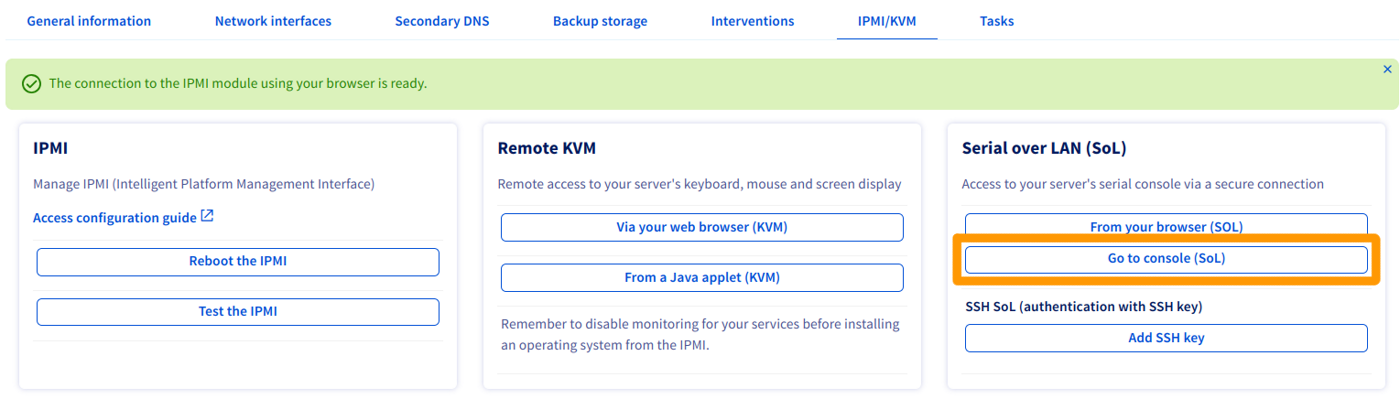 General information
Network interfaces
Secondary DNS
Backup storage
Interventions
IPMI/KVM
Tasks
The connection to the IPMI module using your browser is ready.
IPMI
Manage IPMI (Intelligent Platform Management Interface)
Access configuration guide
Reboot the IPMI
Test the IPMI
Remote KVM
Remote access to your server's keyboard, mouse and screen display
Via your web browser (KVM)
From a Java applet (KVM)
Remember to disable monitoring for your services before installing
an operating system from the IPMI.
Serial over LAN (SoL)
Access to your server's serial console via a secure connection
From your browser (SOL)
Go to console (SoL)
SSH SoL (authentication with SSH key)
Add SSH key